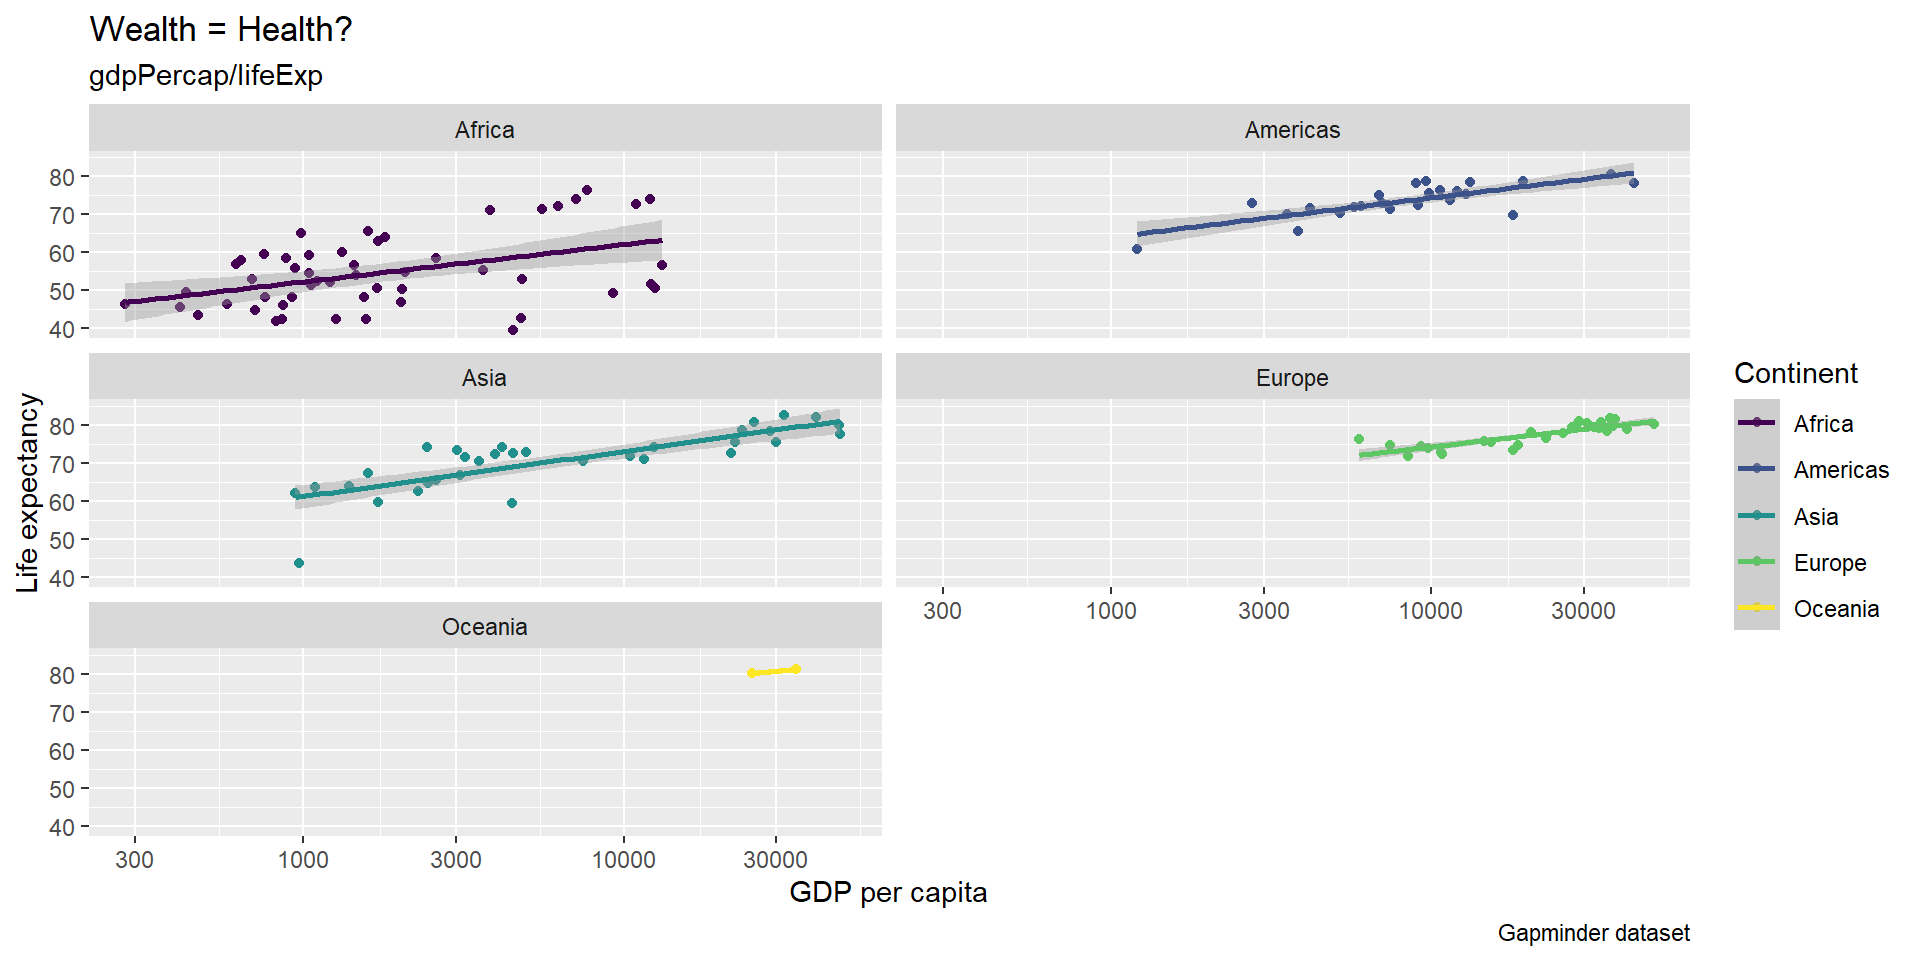 Wealth = Health?
gdpPercap/lifeExp
Africa
Americas
80
70
60
50
40
Asia
Europe
Life expectancy
80
70
60
50
40
300 1000 3000 10000 30000
Oceania
80
70
60
50
40
300 1000 3000 10000 30000
GDP per capita
Continent
Africa
Americas
Asia
Europe
Oceania
Gapminder dataset